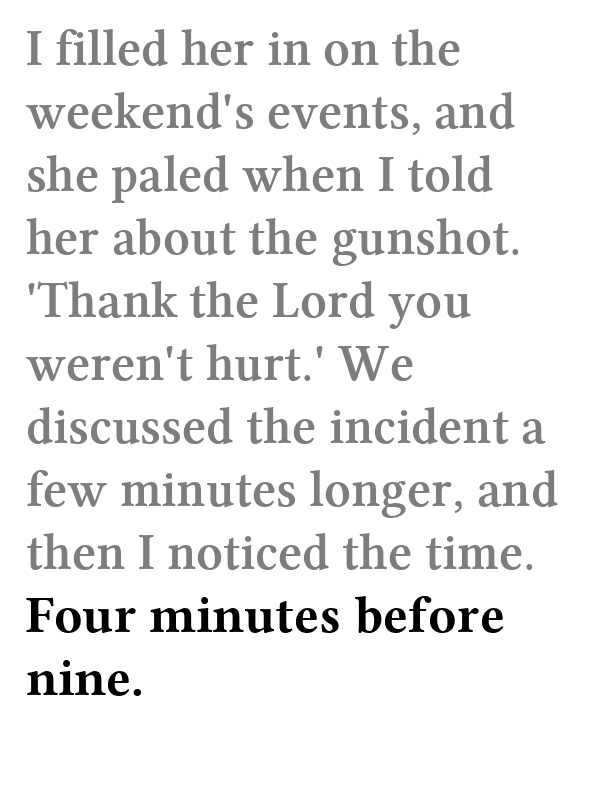 I filled her in on the
weekend's events, and
she paled when I told
her about the gunshot.
'Thank the Lord you
weren't hurt.' We
discussed the incident a
few minutes longer, and
then I noticed the time.
Four minutes before
nine.